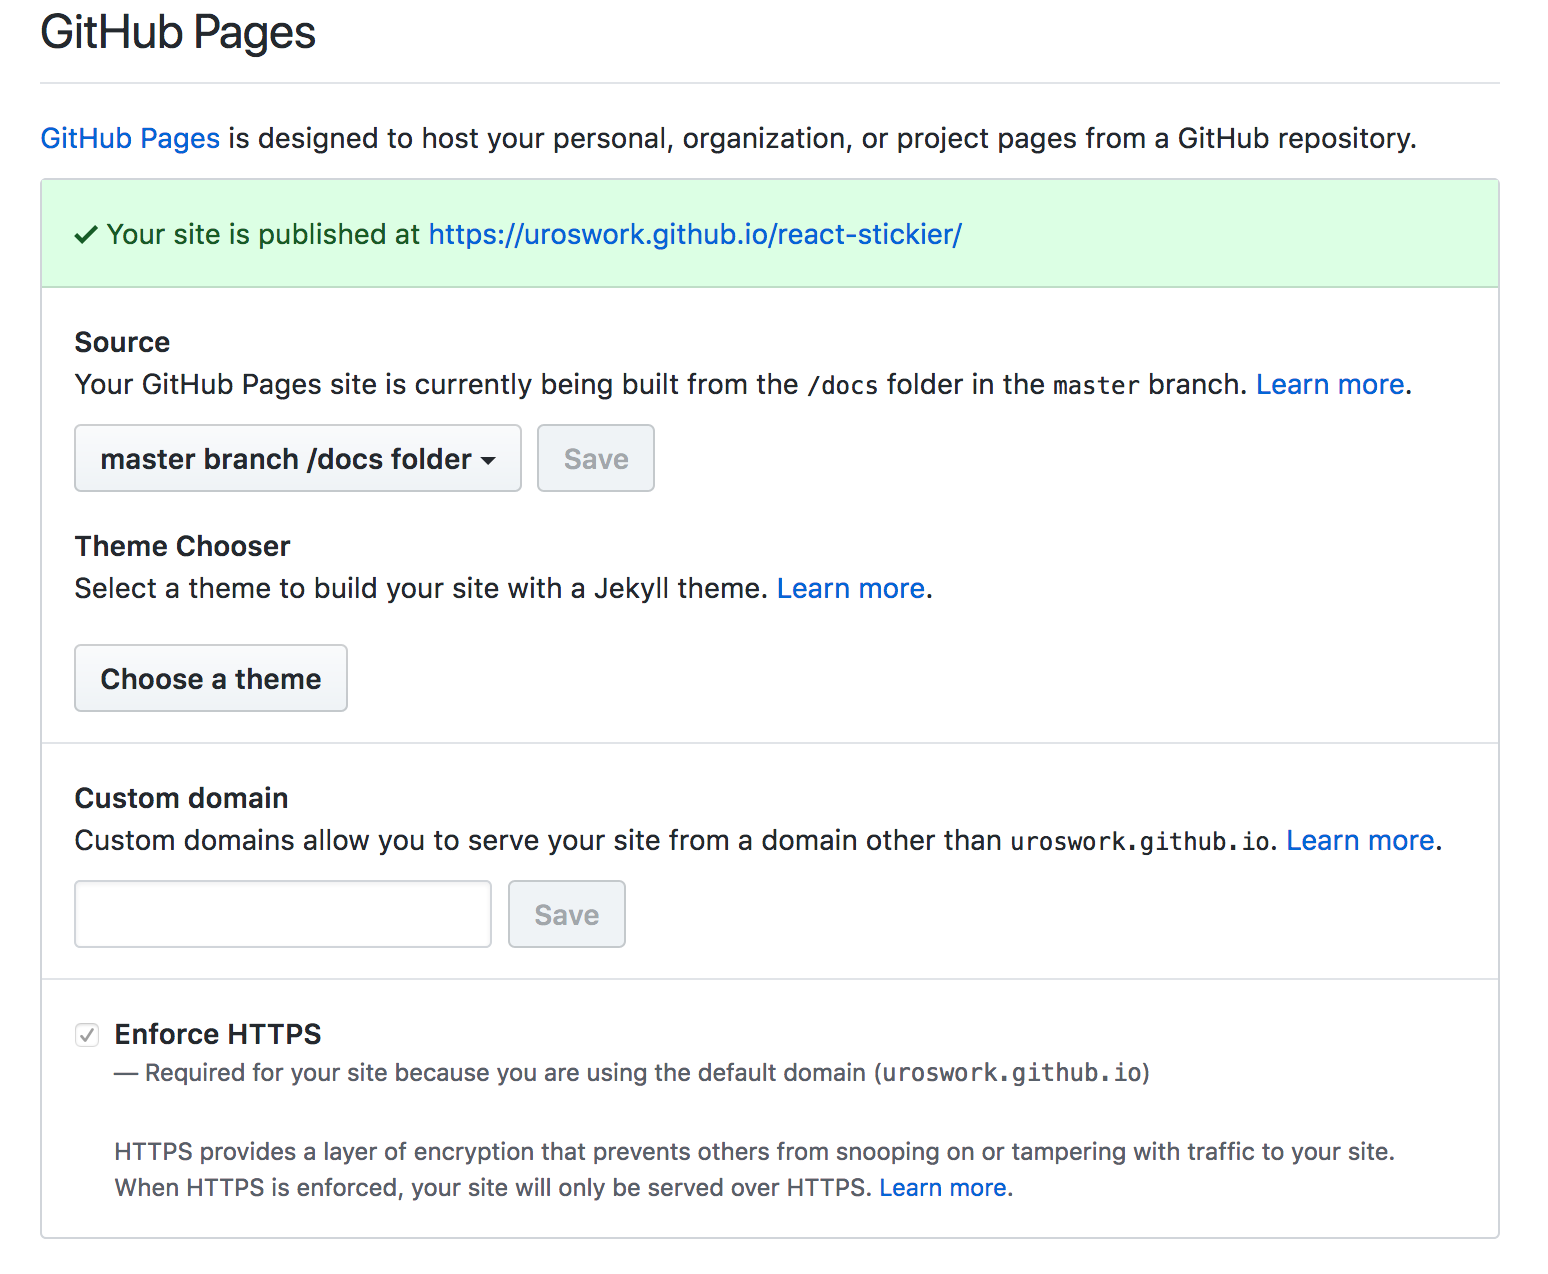 GitHub Pages
GitHub Pages is designed to host your personal, organization, or project pages from a GitHub repository.
✓ Your site is published at https://uroswork.github.io/react-stickier/
Source
Your GitHub Pages site is currently being built from the /docs folder in the master branch. Learn more.
master branch /docs folder Save
Theme Chooser
Select a theme to build your site with a Jekyll theme. Learn more.
Choose a theme
Custom domain
Custom domains allow you to serve your site from a domain other than uroswork.github.io. Learn more.
Save
Enforce HTTPS
— Required for your site because you are using the default domain (uroswork.github.io)
HTTPS provides a layer of encryption that prevents others from snooping on or tampering with traffic to your site.
When HTTPS is enforced, your site will only be served over HTTPS. Learn more.